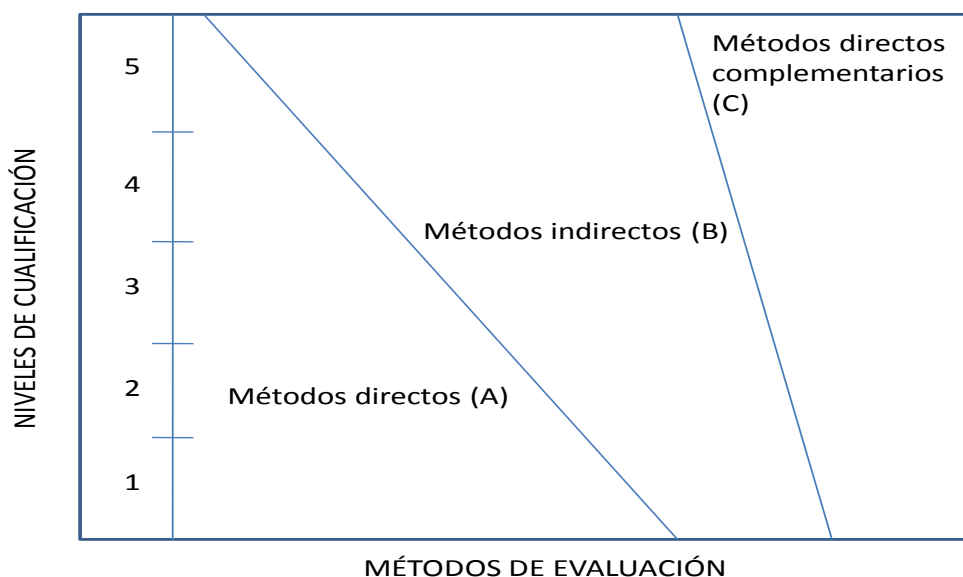 NIVELES DE CUALIFICACIÓN
5
4
3
2
1
Métodos directos
complementarios
(C)
Métodos indirectos (B)
Métodos directos (A)
MÉTODOS DE EVALUACIÓN